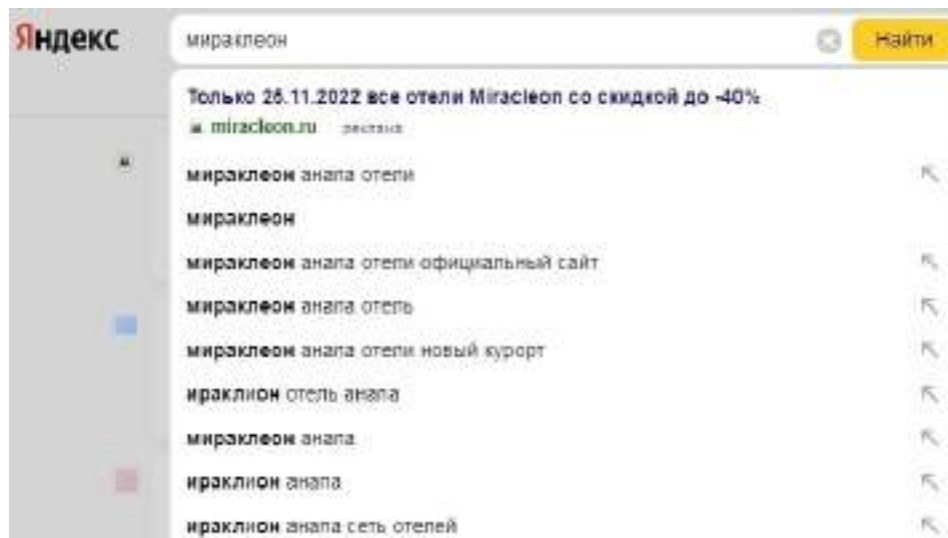 Яндекс
мираклеон
Найти
Только 25.11.2022 все отели Miracleon со скидкой до -40%
miracleon.ru реклама
мираклеон анапа отели
мираклеон
мираклеон анапа отели официальный сайт
мираклеон анапа отель
мираклеон анапа отели новый курорт
ираклион отель анапа
мираклеон анапа
ираклион анапа
ираклион анапа сеть отелей